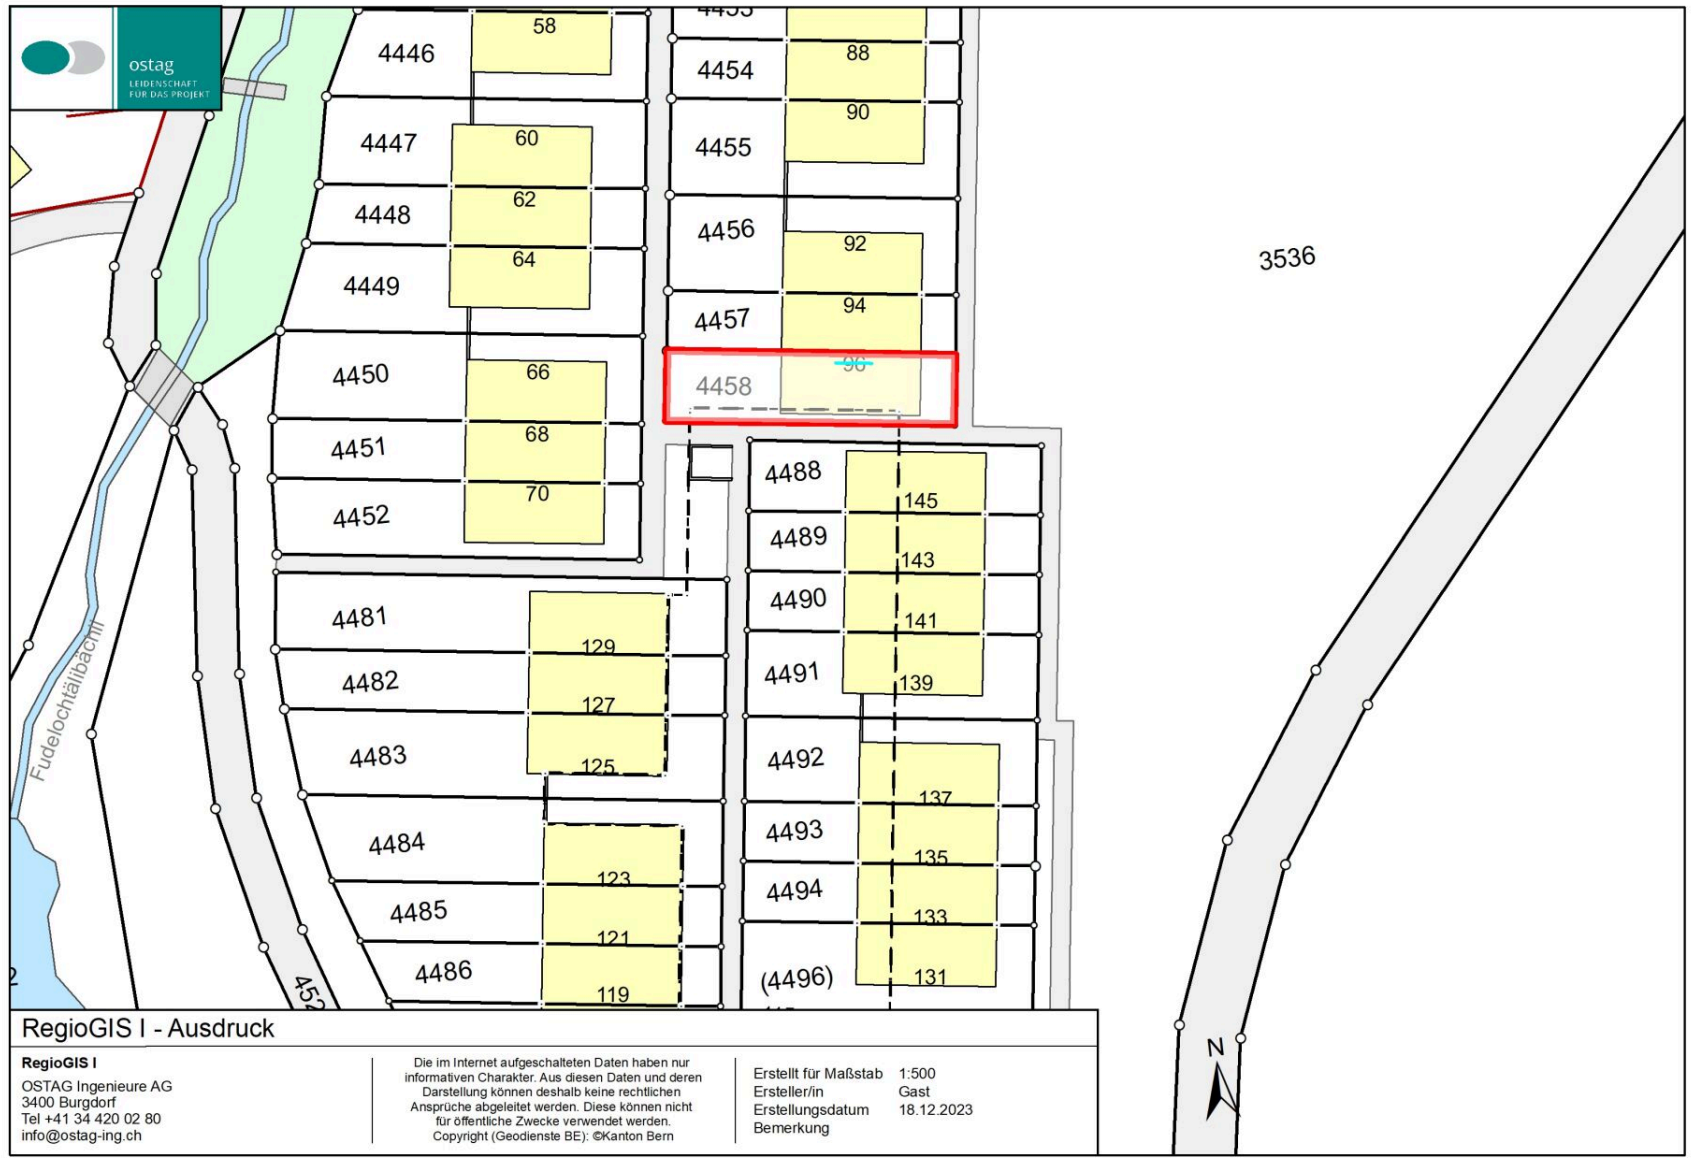 ostag
LEIDENSCHAFT
FÜR DAS PROJEKT
58
4446
4453
88
4454
90
60
4447
4455
62
4448
4456
92
64
4449
3536
94
4457
66
4450
96
4458
68
4451
4488
145
70
4452
4489
143
4490
141
4481
129
4491
139
4482
127
Fudelochtälibächli
4483
125
4492
137
4484
4493
135
123
4494
133
4485
121
4486
(4496)
131
119
452
RegioGIS I - Ausdruck
RegioGIS I
OSTAG Ingenieure AG
3400 Burgdorf
Tel +41 34 420 02 80
info@ostag-ing.ch
Die im Internet aufgeschalteten Daten haben nur
informativen Charakter. Aus diesen Daten und deren
Darstellung können deshalb keine rechtlichen
Ansprüche abgeleitet werden. Diese können nicht
für öffentliche Zwecke verwendet werden.
Copyright (Geodienste BE): ©Kanton Bern
Erstellt für Maßstab 1:500
Ersteller/in Gast
Erstellungsdatum 18.12.2023
Bemerkung
N